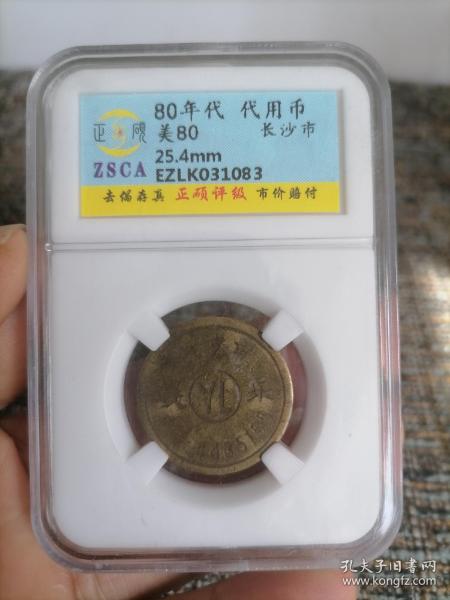 80年代 代用币
正硕 美80 长沙市
ZSCA 25.4mm
EZLK031083
去伪存真 正硕评级 市价赔付
孔夫子旧书网
www.kongfz.com